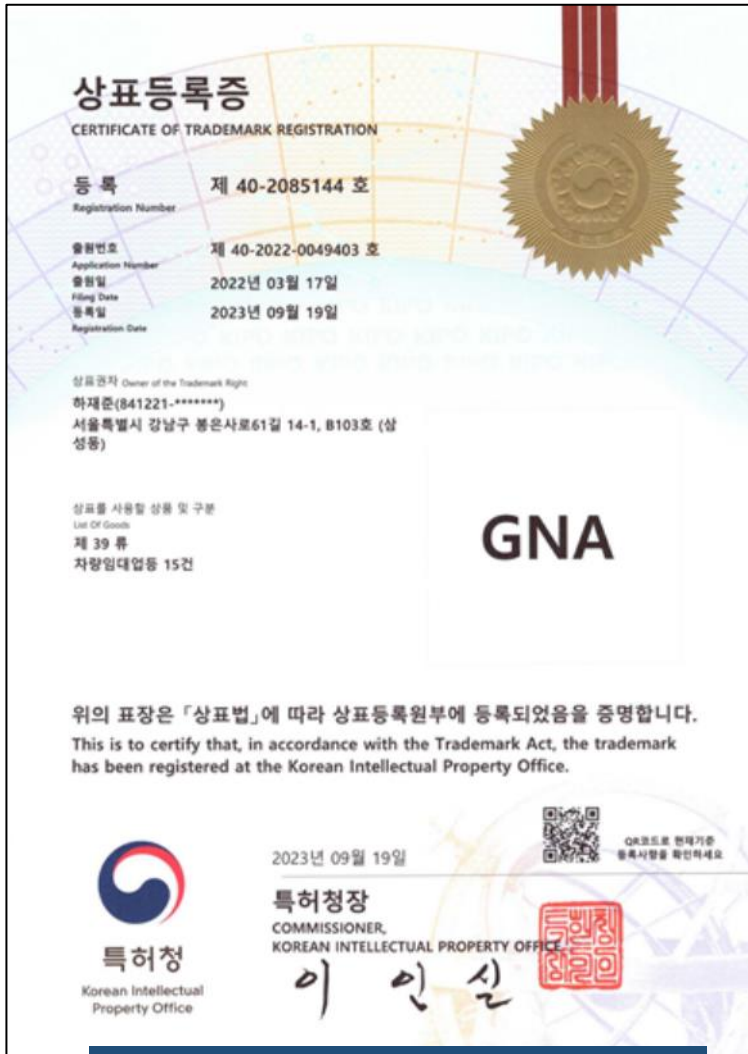 상표등록증
CERTIFICATE OF TRADEMARK REGISTRATION
등 록 제 40-2085144 호
Registration Number
출원번호 제 40-2022-0049403 호
Application Number
출원일 2022년 03월 17일
Filing Date
등록일 2023년 09월 19일
Registration Date
상표권자 Owner of the Trademark Right
하재준(841221-*******)
서울특별시 강남구 봉은사로61길 14-1, B103호 (삼
성동)
상표를 사용할 상품 및 구분
List Of Goods
제 39 류
차량임대업등 15건
GNA
위의 표장은 「상표법」에 따라 상표등록원부에 등록되었음을 증명합니다.
This is to certify that, in accordance with the Trademark Act, the trademark
has been registered at the Korean Intellectual Property Office.
QR코드로 현재기준
등록사항을 확인하세요
2023년 09월 19일
특허청장
COMMISSIONER,
KOREAN INTELLECTUAL PROPERTY OFFICE
이 인 실
특허청
Korean Intellectual
Property Office